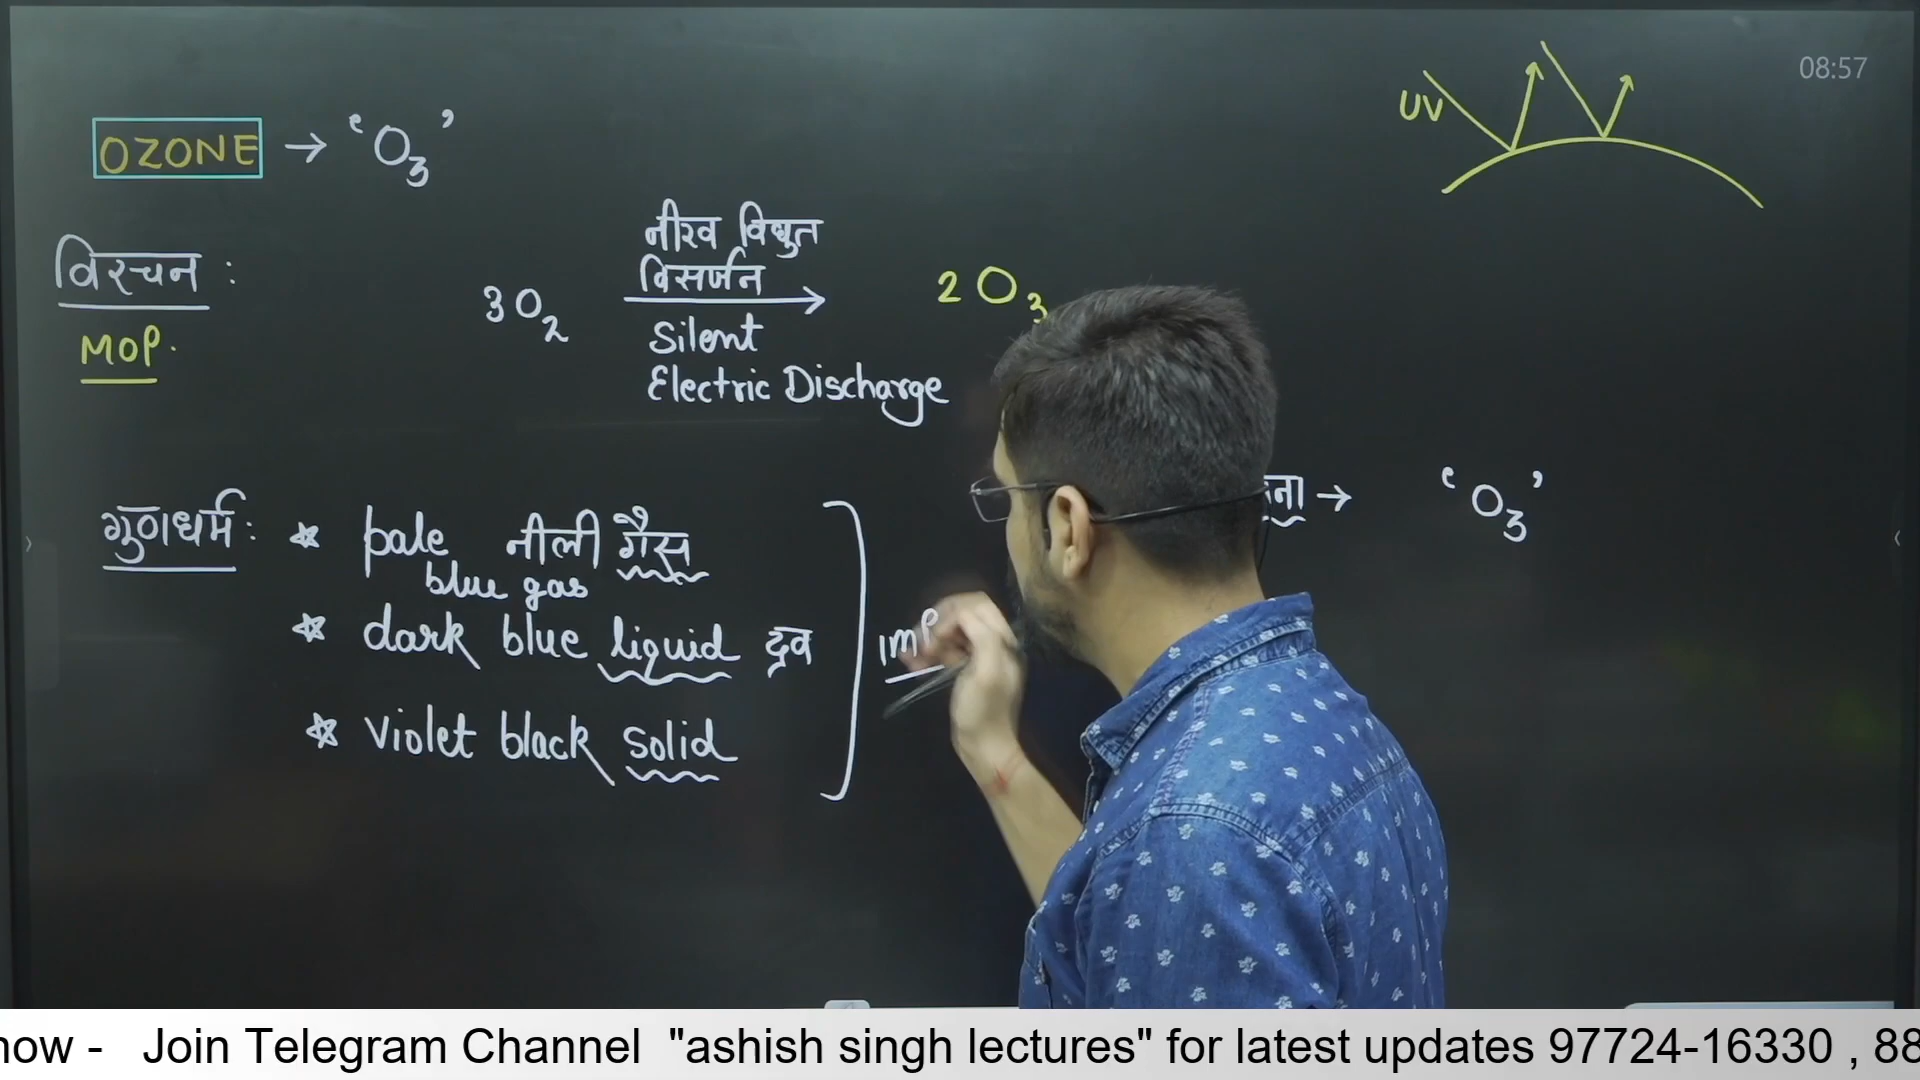 OZONE → ‘O3’
UV
08:57
विरचन :
MOP.
3O2
नीरव विद्युत
विसर्जन
Silent
Electric Discharge
2O3
गुणधर्म :
* pale नीली गैस
blue gas
* dark blue liquid द्रव
* violet black solid
imp
→ ‘O3’
Join Telegram Channel "ashish singh lectures" for latest updates 97724-16330 , 88